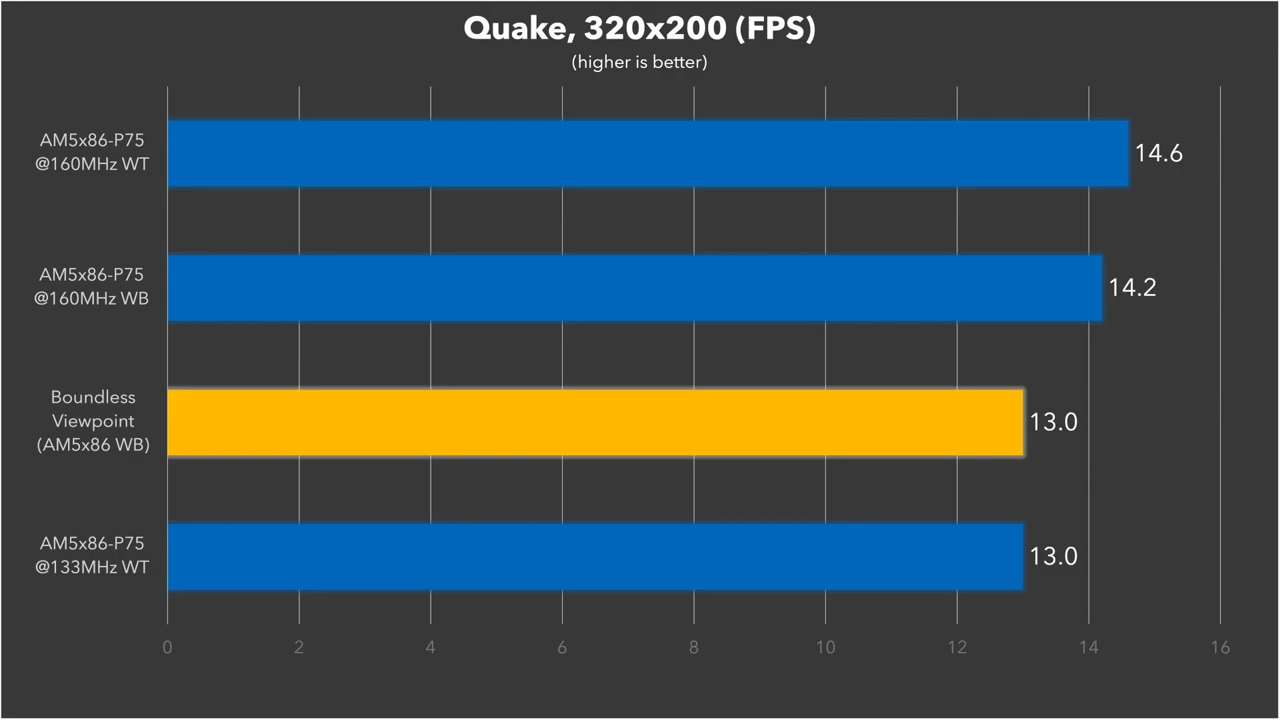 Quake, 320x200 (FPS)
(higher is better)
AM5x86-P75
@160MHz WT
14.6
AM5x86-P75
@160MHz WB
14.2
Boundless
Viewpoint
(AM5x86 WB)
13.0
AM5x86-P75
@133MHz WT
13.0
0 2 4 6 8 10 12 14 16